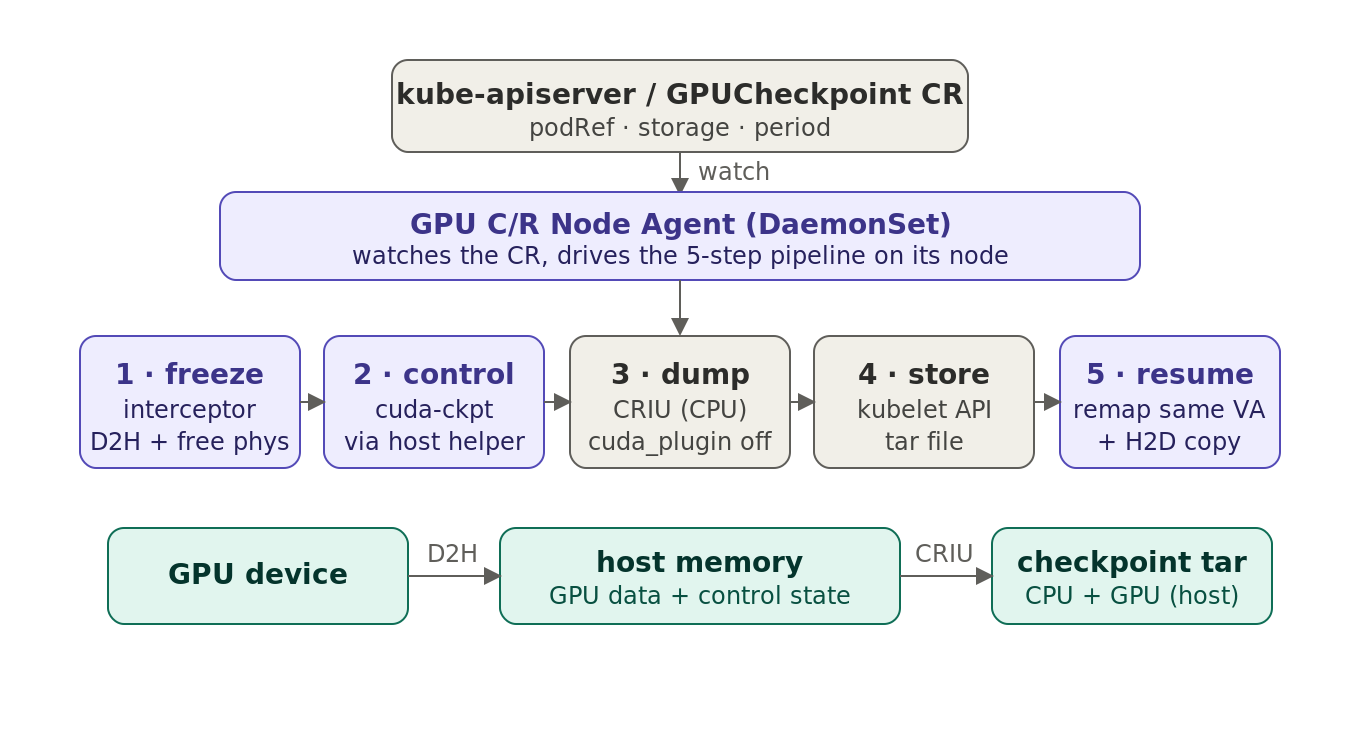 kube-apiserver / GPUCheckpoint CR
podRef · storage · period
watch
GPU C/R Node Agent (DaemonSet)
watches the CR, drives the 5-step pipeline on its node
1 · freeze
interceptor
D2H + free phys
2 · control
cuda-ckpt
via host helper
3 · dump
CRIU (CPU)
cuda_plugin off
4 · store
kubelet API
tar file
5 · resume
remap same VA
+ H2D copy
GPU device
D2H
host memory
GPU data + control state
CRIU
checkpoint tar
CPU + GPU (host)